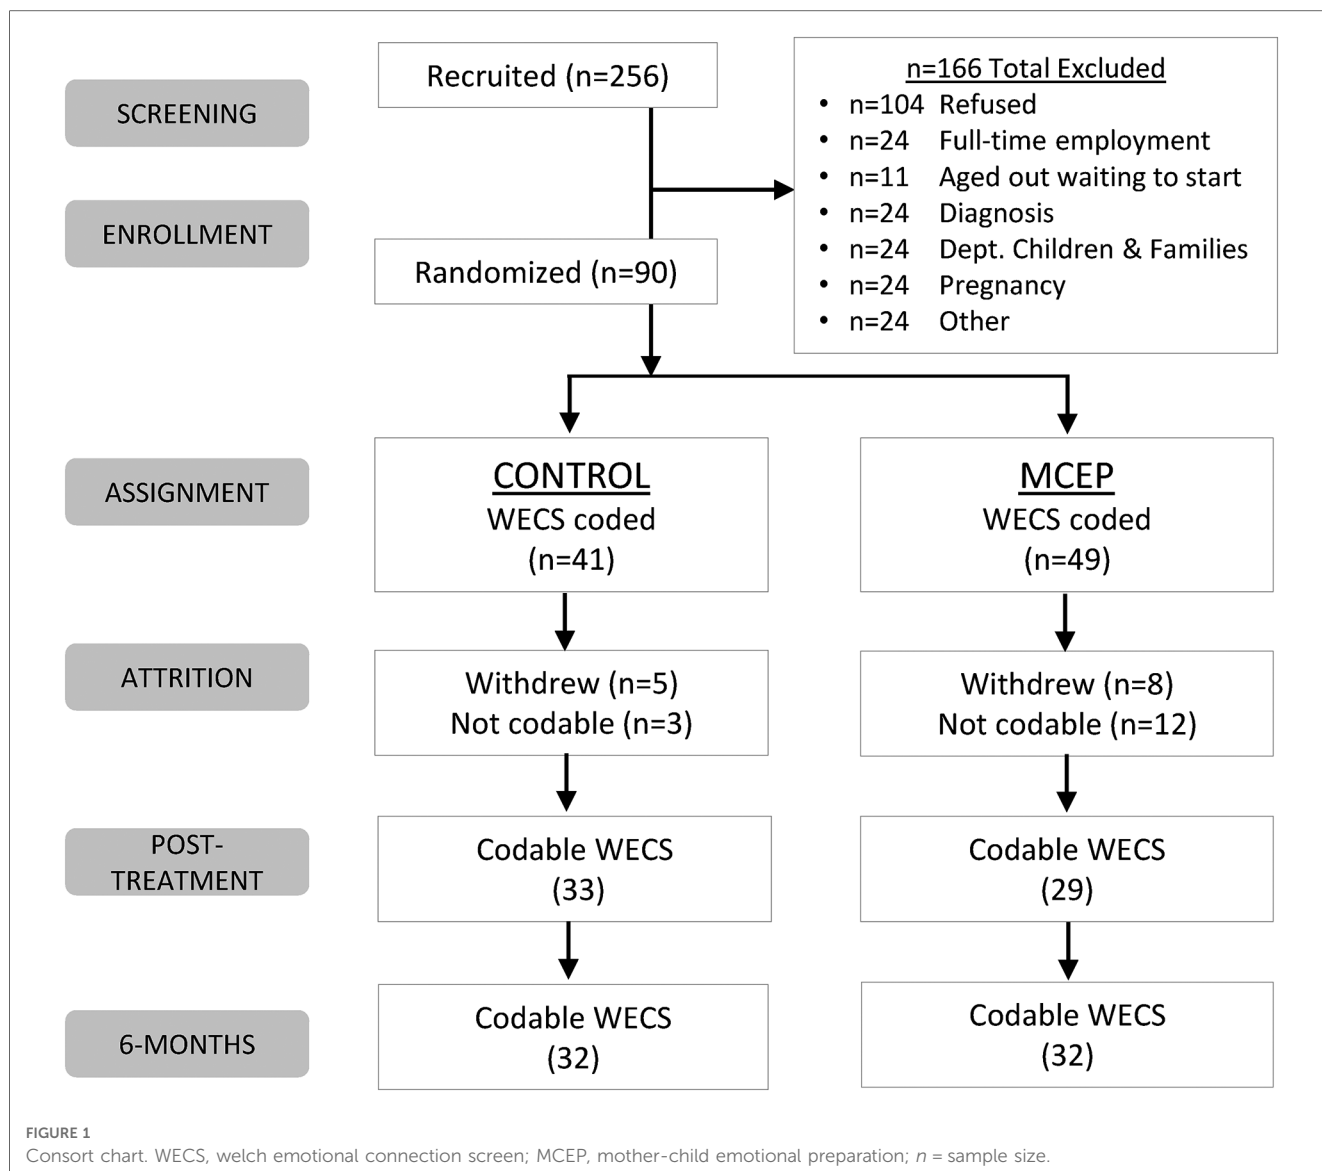 SCREENING
Recruited (n=256)
n=166 Total Excluded
• n=104 Refused
• n=24 Full-time employment
• n=11 Aged out waiting to start
• n=24 Diagnosis
• n=24 Dept. Children & Families
• n=24 Pregnancy
• n=24 Other
ENROLLMENT
Randomized (n=90)
ASSIGNMENT
CONTROL
WECS coded
(n=41)
MCEP
WECS coded
(n=49)
ATTRITION
Withdrew (n=5)
Not codable (n=3)
Withdrew (n=8)
Not codable (n=12)
POST-
TREATMENT
Codable WECS
(33)
Codable WECS
(29)
6-MONTHS
Codable WECS
(32)
Codable WECS
(32)
FIGURE 1
Consort chart. WECS, welch emotional connection screen; MCEP, mother-child emotional preparation; n = sample size.